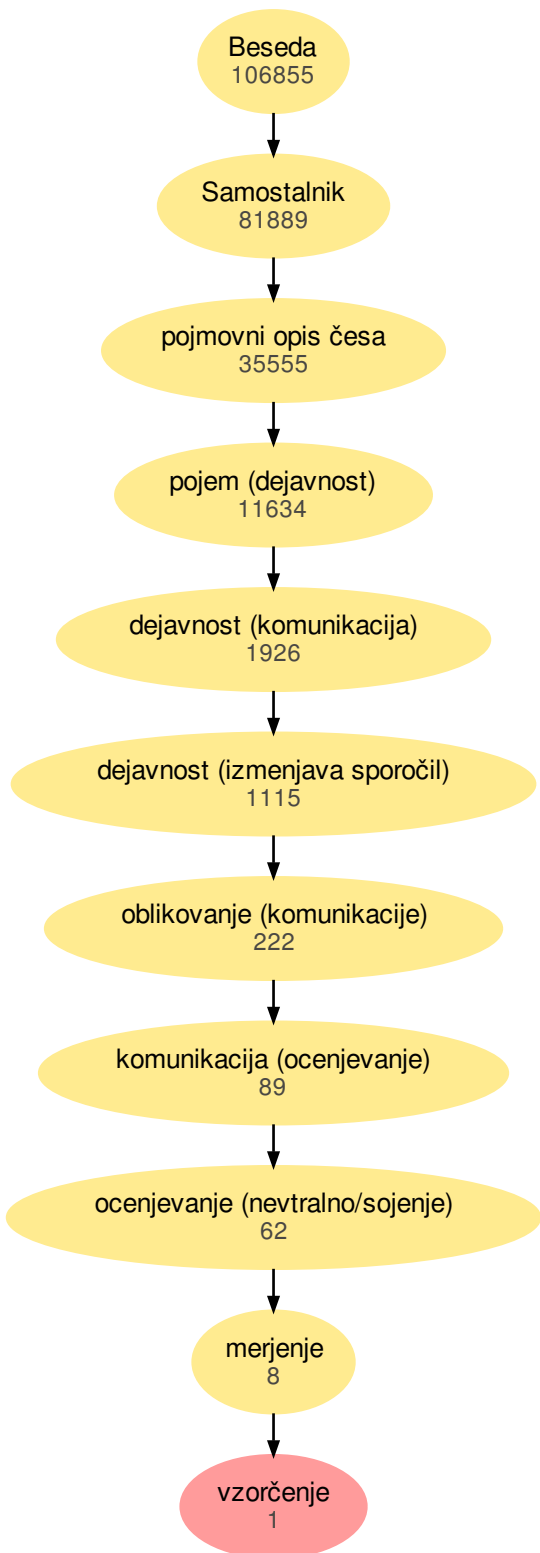 Beseda
106855
Samostalnik
81889
pojmovni opis česa
35555
pojem (dejavnost)
11634
dejavnost (komunikacija)
1926
dejavnost (izmenjava sporočil)
1115
oblikovanje (komunikacije)
222
komunikacija (ocenjevanje)
89
ocenjevanje (nevtralno/sojenje)
62
merjenje
8
vzorčenje
1